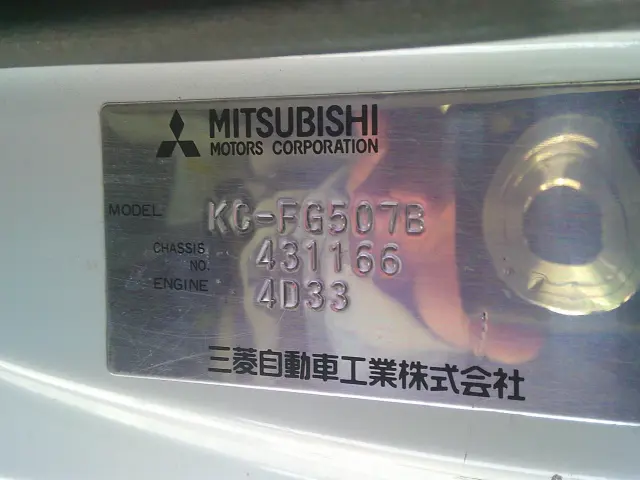 MITSUBISHI
MOTORS CORPORATION
MODEL KC-FG507B
CHASSIS NO. 431166
ENGINE 4D33
三菱自動車工業株式会社